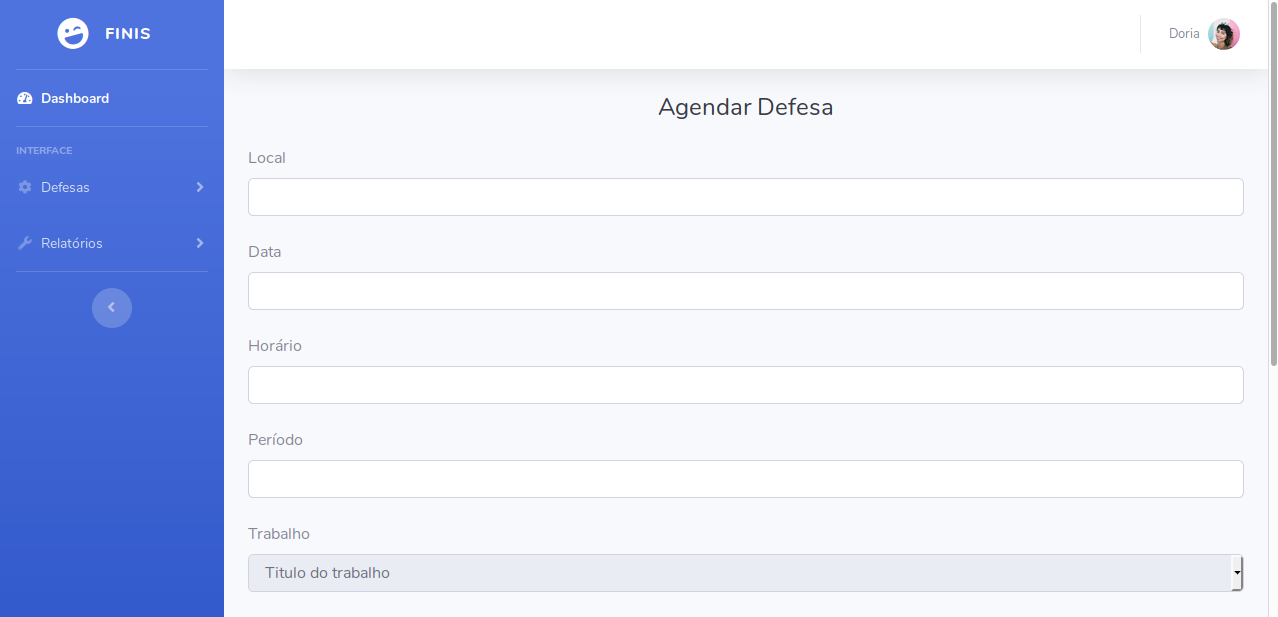 FINIS
Doria
Dashboard
INTERFACE
Defesas
Relatórios
Agendar Defesa
Local
Data
Horário
Período
Trabalho
Titulo do trabalho